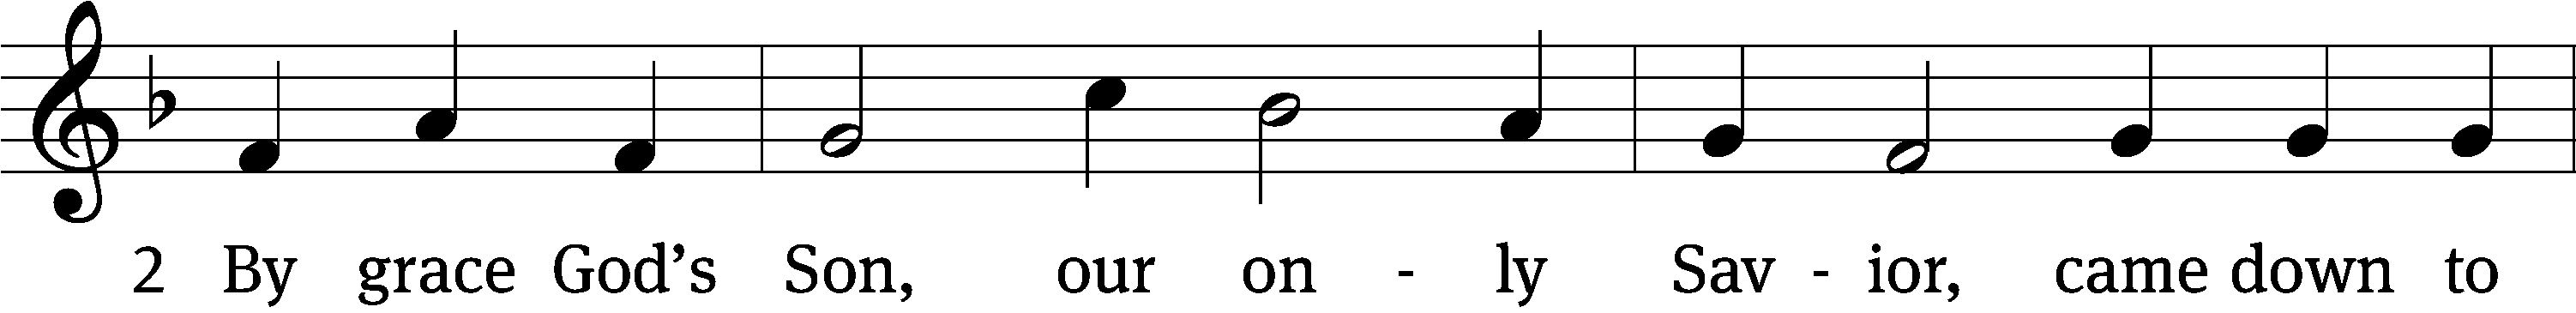 2 By grace God’s Son, our on - ly Sav - ior, came down to